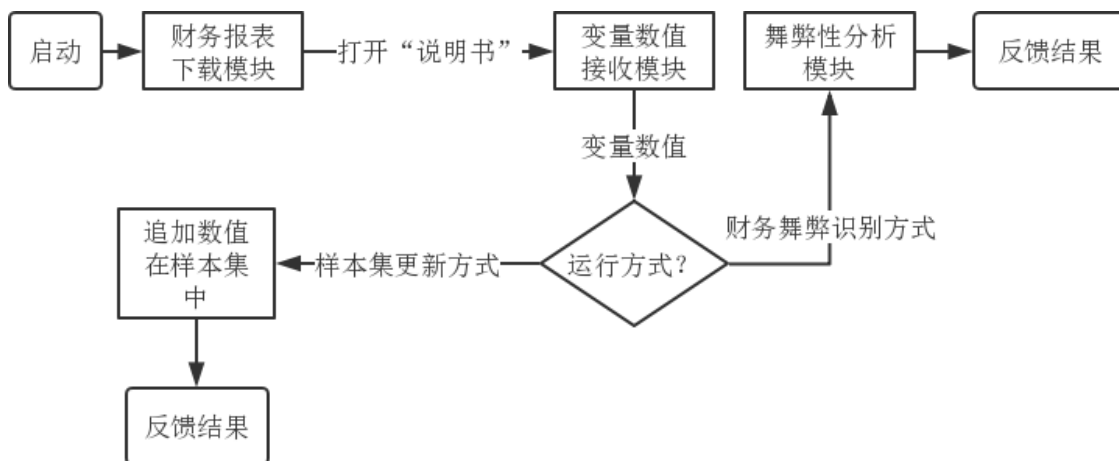 启动
财务报表
下载模块
打开“说明书”
变量数值
接收模块
舞弊性分析
模块
反馈结果
变量数值
运行方式？
财务舞弊识别方式
样本集更新方式
追加数值
在样本集
中
反馈结果